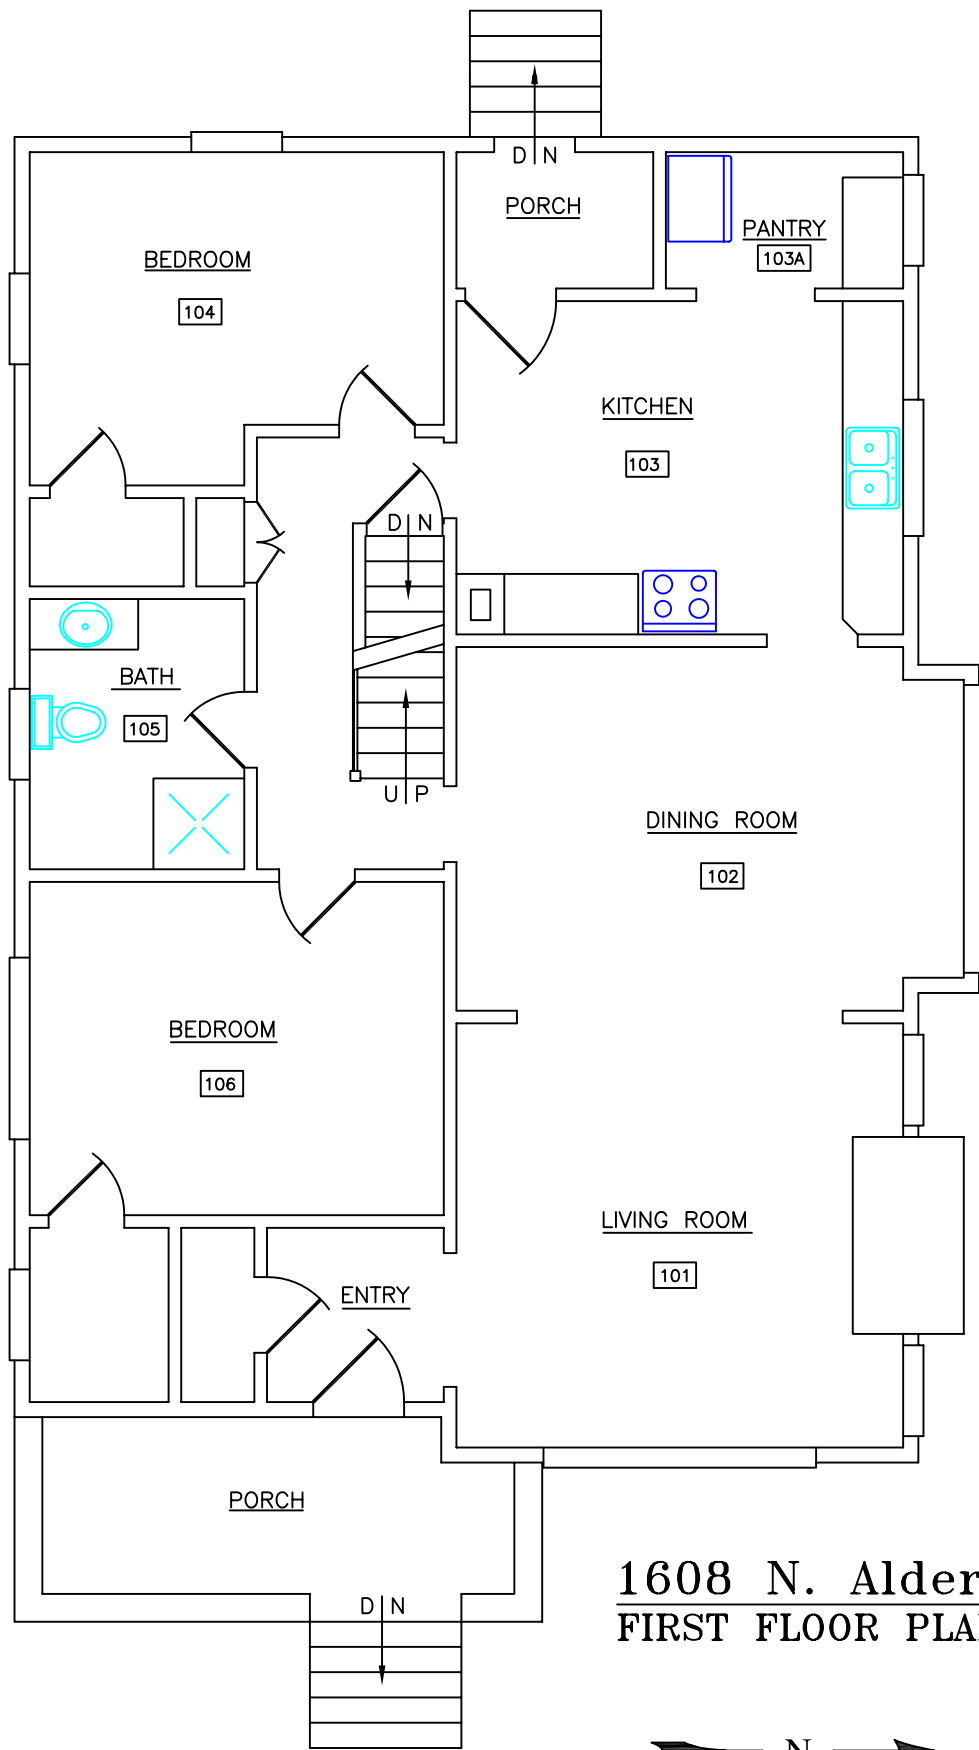 D N
PORCH
PANTRY
103A
BEDROOM
104
KITCHEN
103
D N
BATH
105
U P
DINING ROOM
102
BEDROOM
106
LIVING ROOM
101
ENTRY
PORCH
D N
1608 N. Alder
FIRST FLOOR PLA
N